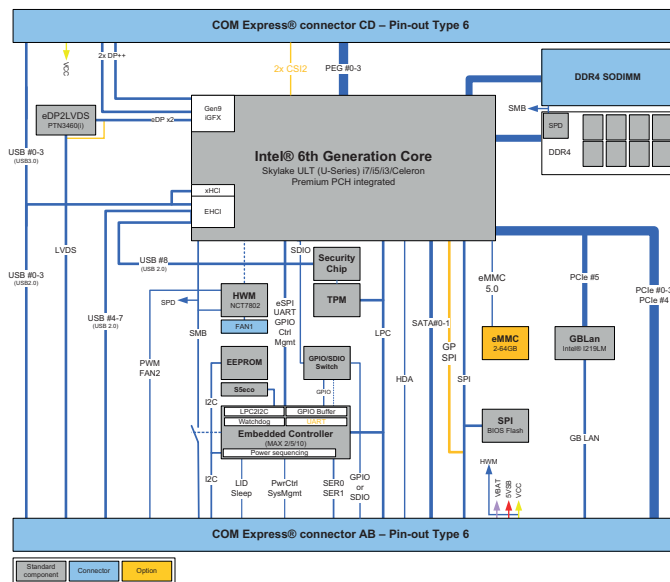 COM Express® connector CD – Pin-out Type 6
2x DP++
VCC
2x CSI2
PEG #0-3
DDR4 SODIMM
eDP2LVDS
PTN3460(i)
Gen9
iGFX
eDP x2
SMB
SPD
DDR4
USB #0-3
(USB3.0)
Intel® 6th Generation Core
Skylake ULT (U-Series) i7/i5/i3/Celeron
Premium PCH integrated
xHCI
EHCI
LVDS
SDIO
USB #8
(USB 2.0)
Security
Chip
TPM
USB #0-3
(USB2.0)
eMMC
5.0
PCIe #5
PCIe #0-3
PCIe #4
HWM
NCT7802
FAN1
SPD
eSPI
UART
GPIO
Ctrl
Mgmt
USB #4-7
(USB 2.0)
SMB
LPC
SATA#0-1
GP
SPI
eMMC
2-64GB
GBLan
Intel® I219LM
PWM
FAN2
EEPROM
GPIO/SDIO
Switch
HDA
SPI
S5eco
GPIO
I2C
LPC2I2C
GPIO Buffer
Watchdog
UART
Embedded Controller
(MAX 2/5/10)
Power sequencing
SPI
BIOS Flash
GB LAN
HWM
I2C
LID
Sleep
PwrCtrl
SysMgmt
SER0
SER1
GPIO
or
SDIO
VBAT
5VSB
VCC
COM Express® connector AB – Pin-out Type 6
Standard
component
Connector
Option